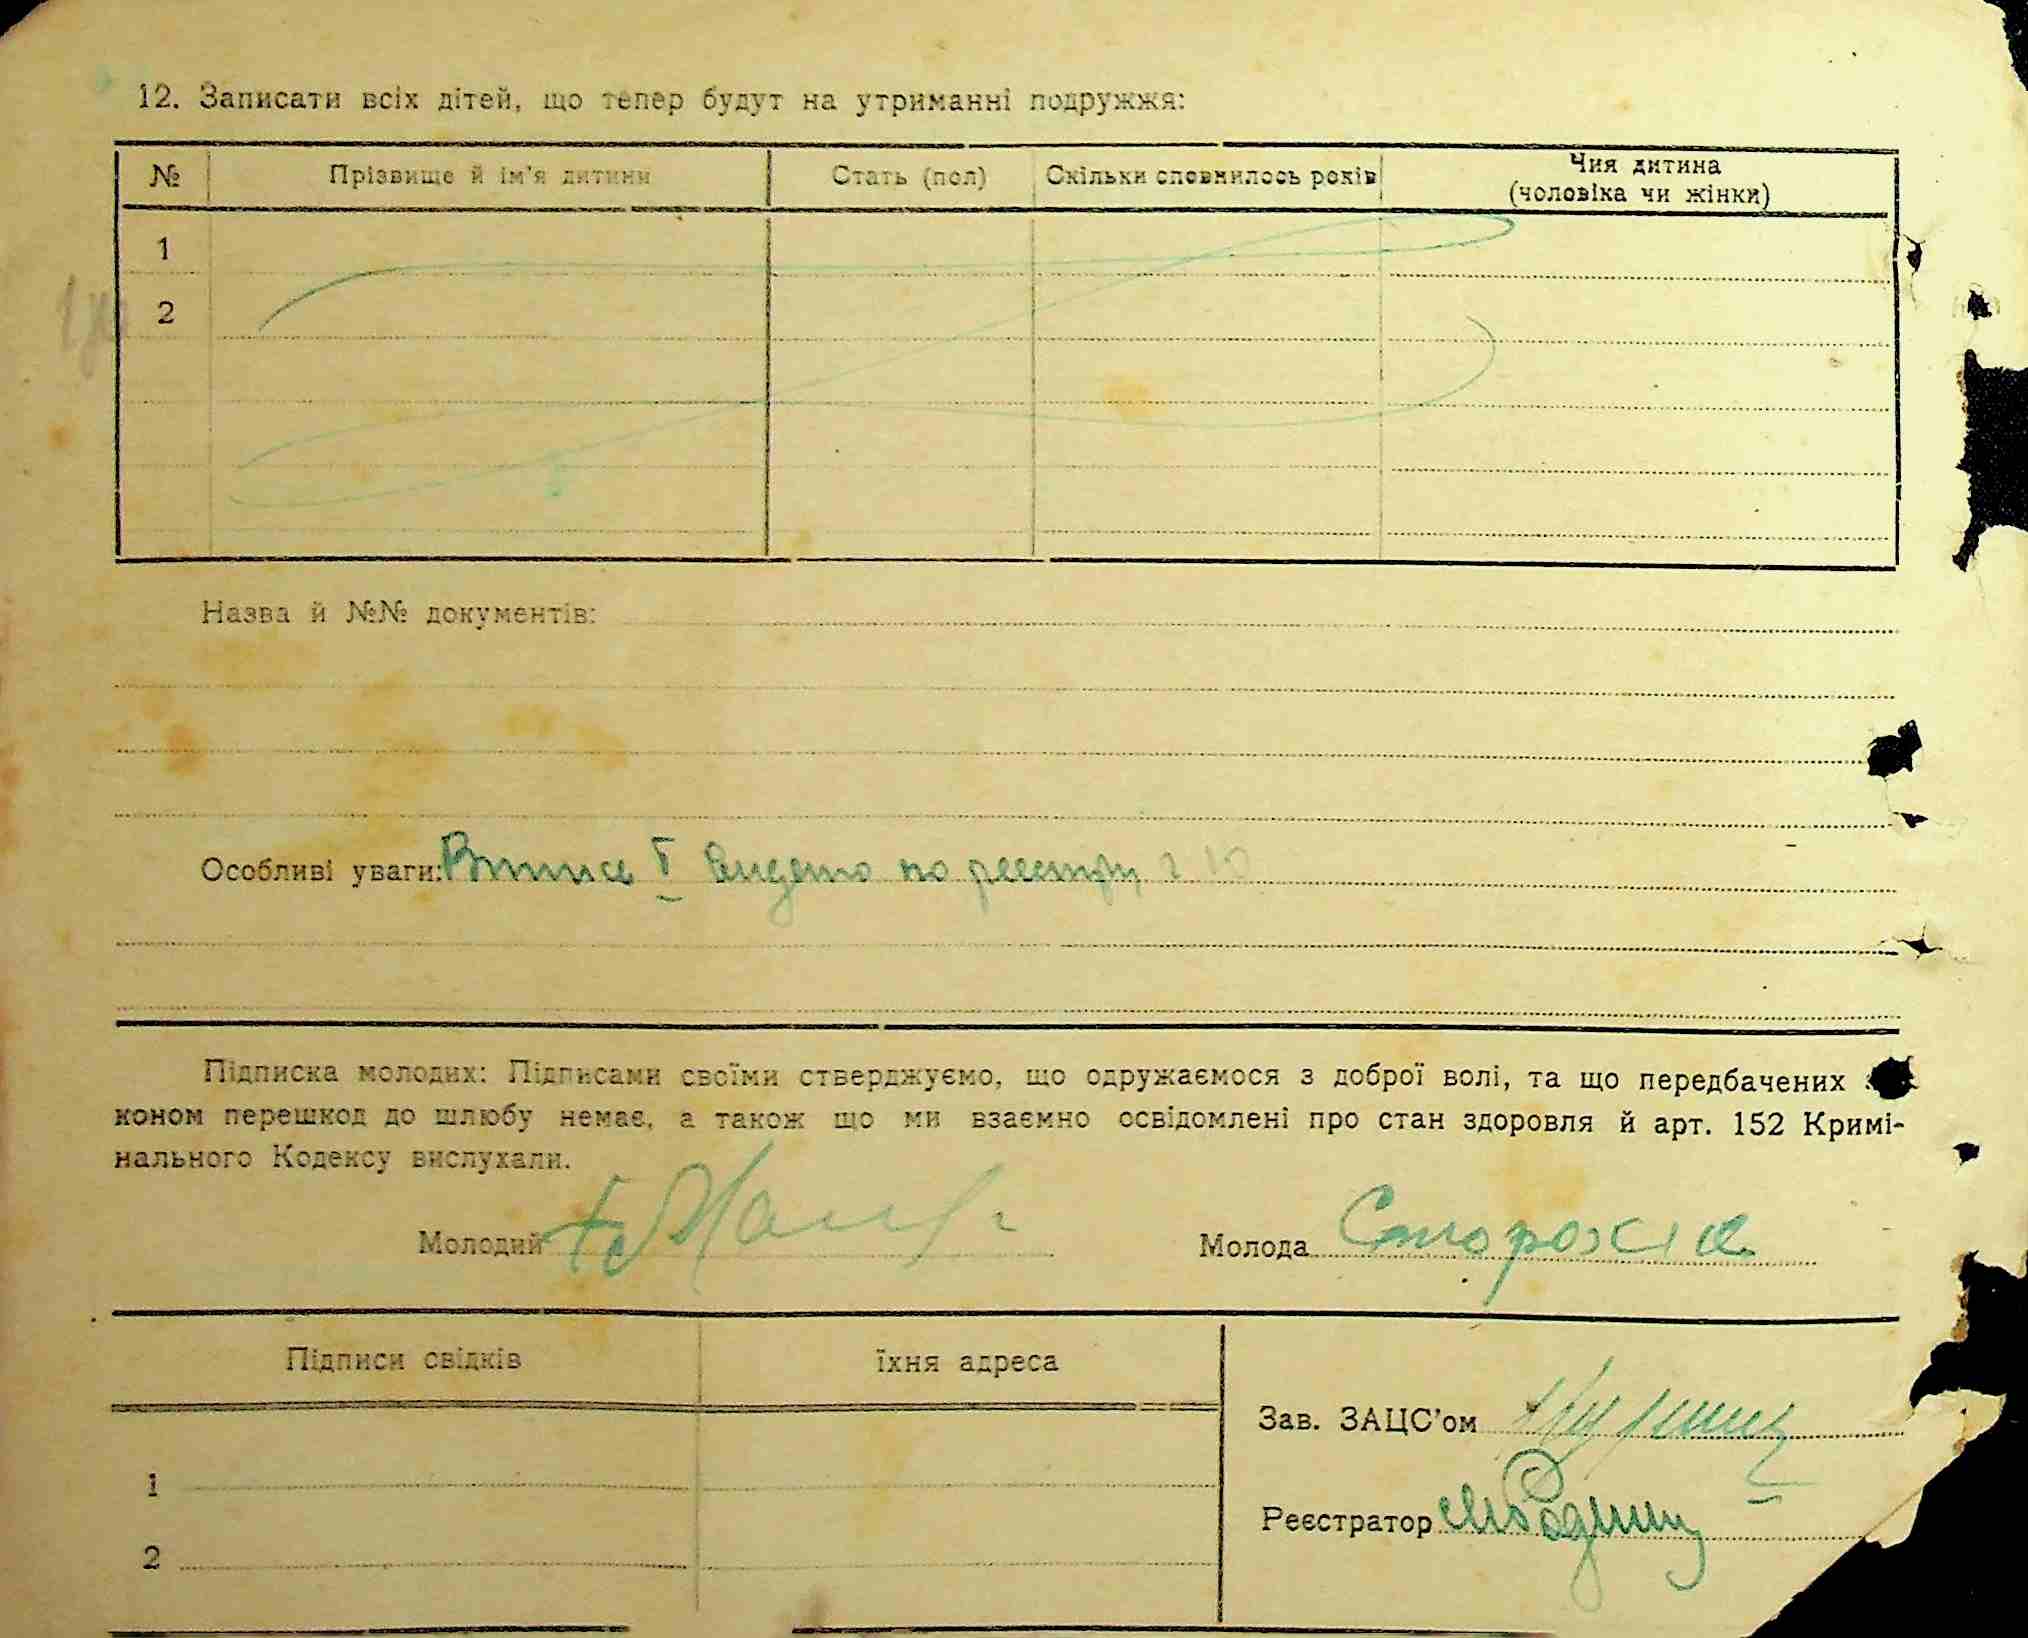 12. Записати всіх дітей, що тепер будут на утриманні подружжя:
№ Прізвище й ім'я дитини Стать (пол) Скільки сповнилось років Чия дитина
(чоловіка чи жінки)
1
2
Назва й №№ документів:
Особливі уваги: Випись видано по реєстру
Підписка молодих: Підписами своїми стверджуємо, що одружаємося з доброї волі, та що передбачених
коном перешкод до шлюбу немає, а також що ми взаємно освідомлені про стан здоровля й арт. 152 Кримі-
нального Кодексу вислухали.
Молодий Молода Сторожа
Підписи свідків їхня адреса
Зав. ЗАЦС'ом
1
Реєстратор
2